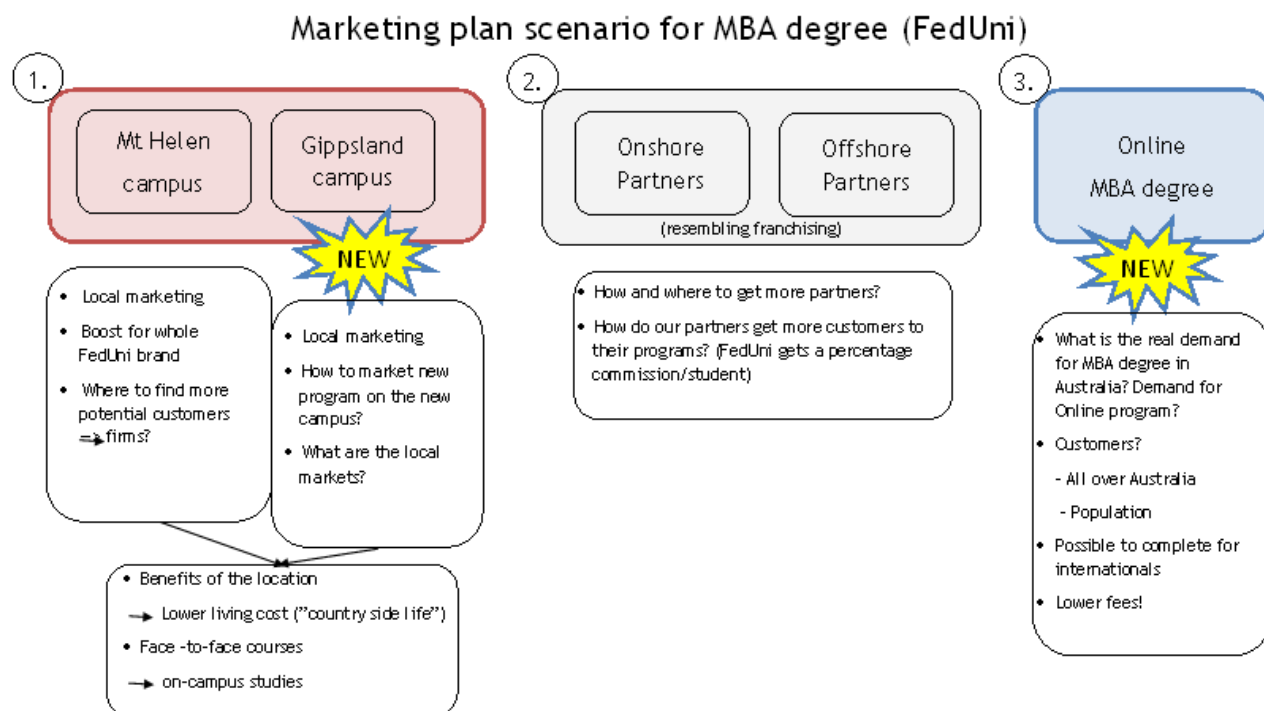 Marketing plan scenario for MBA degree (FedUni)
1.
Mt Helen
campus
Gippsland
campus
NEW
• Local marketing
• Boost for whole
FedUni brand
• Where to find more
potential customers
=> firms?
• Local marketing
• How to market new
program on the new
campus?
• What are the local
markets?
• Benefits of the location
→ Lower living cost (”country side life”)
• Face -to-face courses
→ on-campus studies
2.
Onshore
Partners
Offshore
Partners
(resembling franchising)
• How and where to get more partners?
• How do our partners get more customers to
their programs? (FedUni gets a percentage
commission/student)
3.
Online
MBA degree
NEW
• What is the real demand
for MBA degree in
Australia? Demand for
Online program?
• Customers?
- All over Australia
- Population
• Possible to complete for
internationals
• Lower fees!